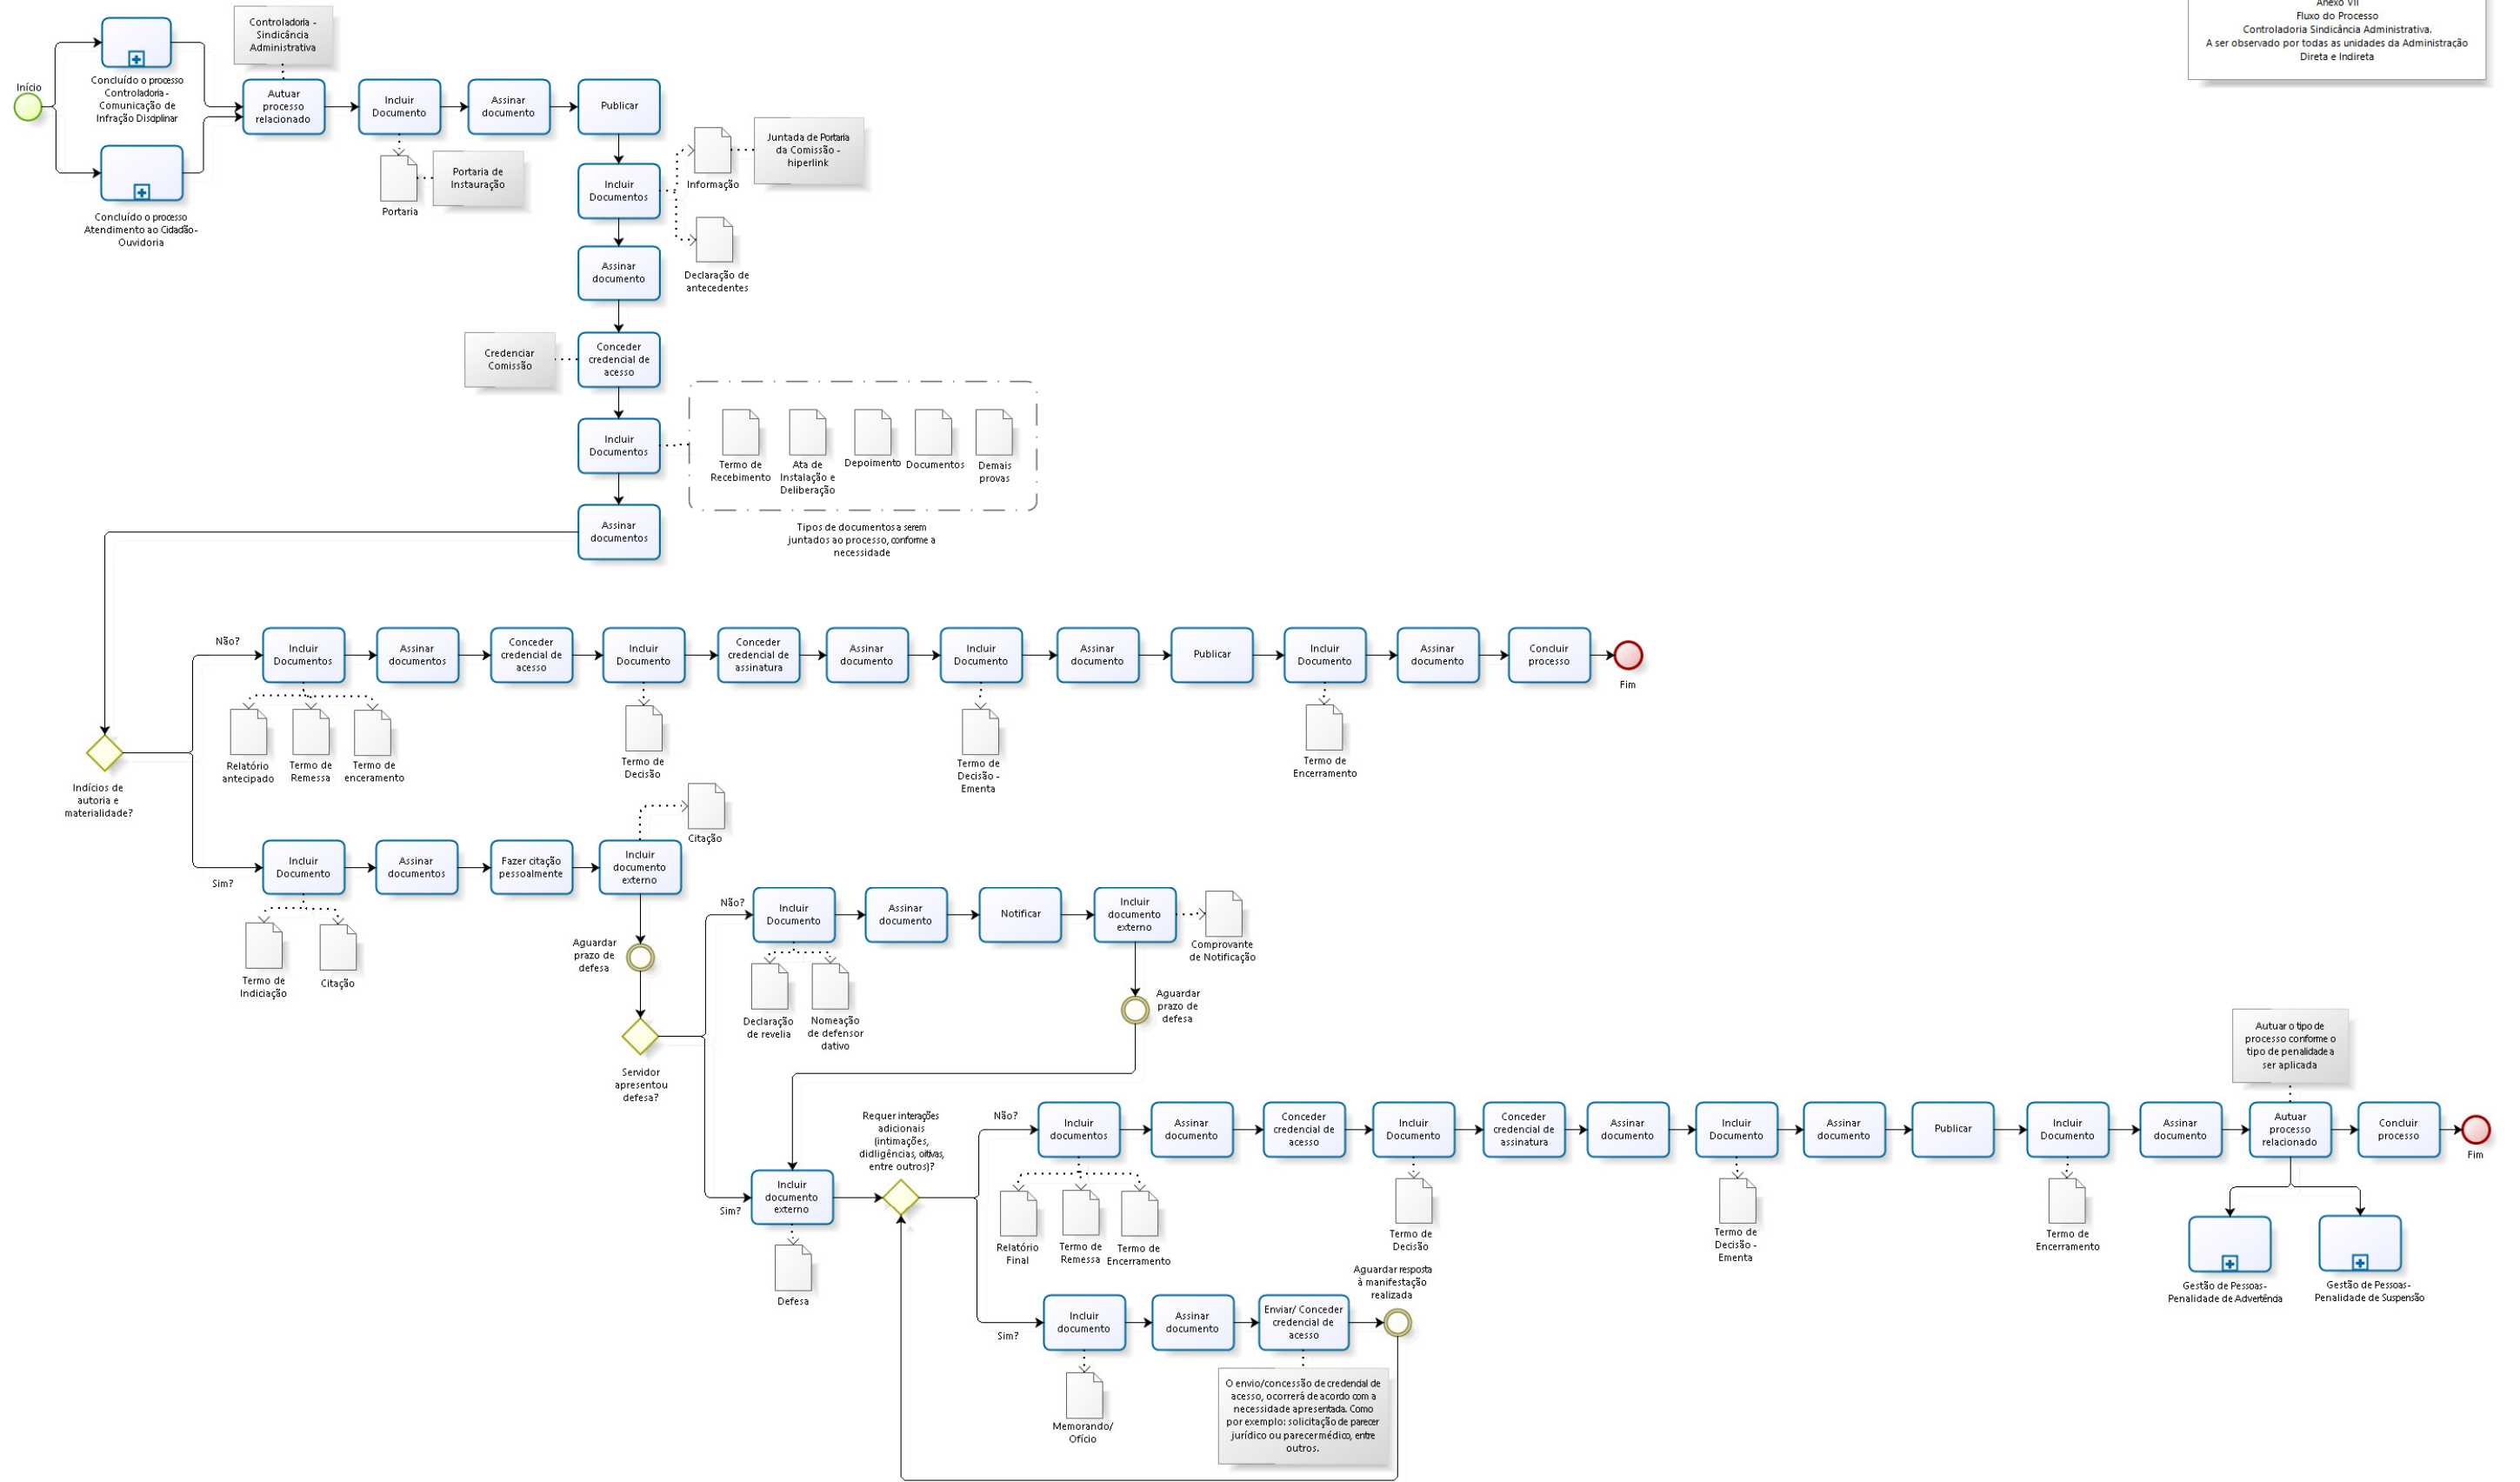 Anexo VII
Fluxo do Processo
Controladoria Sindicância Administrativa.
A ser observado por todas as unidades da Administração
Direta e Indireta
Início
Concluído o processo
Controladoria -
Comunicação de
Infração Disciplinar
Concluído o processo
Atendimento ao Cidadão-
Ouvidoria
Controladoria -
Sindicância
Administrativa
Autuar
processo
relacionado
Incluir
Documento
Portaria
Portaria de
Instauração
Assinar
documento
Publicar
Incluir
Documentos
Informação
Juntada de Portaria
da Comissão -
hiperlink
Declaração de
antecedentes
Assinar
documento
Credenciar
Comissão
Conceder
credencial de
acesso
Incluir
Documentos
Termo de
Recebimento
Ata de
Instalação e
Deliberação
Depoimento
Documentos
Demais
provas
Tipos de documentos a serem
juntados ao processo, conforme a
necessidade
Assinar
documentos
Indícios de
autoria e
materialidade?
Não?
Incluir
Documentos
Relatório
antecipado
Termo de
Remessa
Termo de
enceramento
Assinar
documentos
Conceder
credencial de
acesso
Incluir
Documento
Termo de
Decisão
Conceder
credencial de
assinatura
Assinar
documento
Incluir
Documento
Termo de
Decisão -
Ementa
Assinar
documento
Publicar
Incluir
Documento
Termo de
Encerramento
Assinar
documento
Concluir
processo
Fim
Sim?
Incluir
Documento
Termo de
Indiciação
Citação
Assinar
documentos
Fazer citação
pessoalmente
Incluir
documento
externo
Citação
Aguardar
prazo de
defesa
Servidor
apresentou
defesa?
Não?
Incluir
Documento
Declaração
de revelia
Nomeação
de defensor
dativo
Assinar
documento
Notificar
Incluir
documento
externo
Comprovante
de Notificação
Aguardar
prazo de
defesa
Sim?
Incluir
documento
externo
Defesa
Requer interações
adicionais
(intimações,
didligências, oitivas,
entre outros)?
Não?
Incluir
documentos
Relatório
Final
Termo de
Remessa
Termo de
Encerramento
Assinar
documento
Conceder
credencial de
acesso
Incluir
Documento
Termo de
Decisão
Conceder
credencial de
assinatura
Assinar
documento
Incluir
Documento
Termo de
Decisão -
Ementa
Assinar
documento
Publicar
Incluir
Documento
Termo de
Encerramento
Assinar
documento
Autuar o tipo de
processo conforme o
tipo de penalidade a
ser aplicada
Autuar
processo
relacionado
Concluir
processo
Fim
Gestão de Pessoas-
Penalidade de Advertência
Gestão de Pessoas-
Penalidade de Suspensão
Sim?
Incluir
documento
Memorando/
Ofício
Assinar
documento
Enviar/ Conceder
credencial de
acesso
Aguardar resposta
à manifestação
realizada
O envio/concessão de credencial de
acesso, ocorrerá de acordo com a
necessidade apresentada. Como
por exemplo: solicitação de parecer
jurídico ou parecer médico, entre
outros.